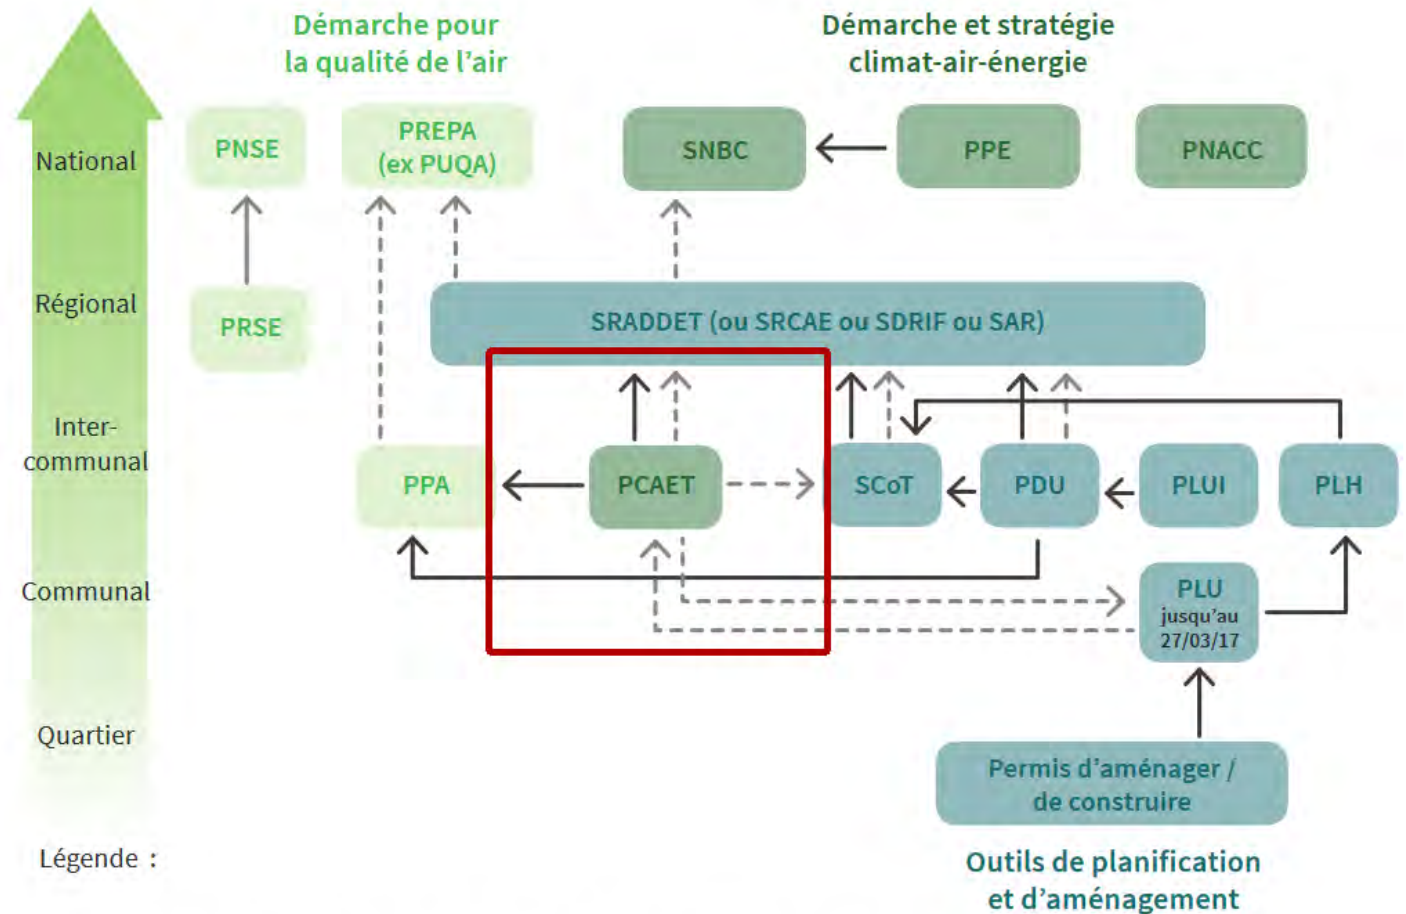 Démarche pour
la qualité de l'air
Démarche et stratégie
climat-air-énergie
National
PNSE
PREPA
(ex PUQA)
SNBC
PPE
PNACC
Régional
PRSE
SRADDET (ou SRCAE ou SDRIF ou SAR)
Inter-
communal
PPA
PCAET
SCoT
PDU
PLUI
PLH
Communal
PLU
jusqu'au
27/03/17
Quartier
Permis d'aménager /
de construire
Légende :
Outils de planification
et d'aménagement